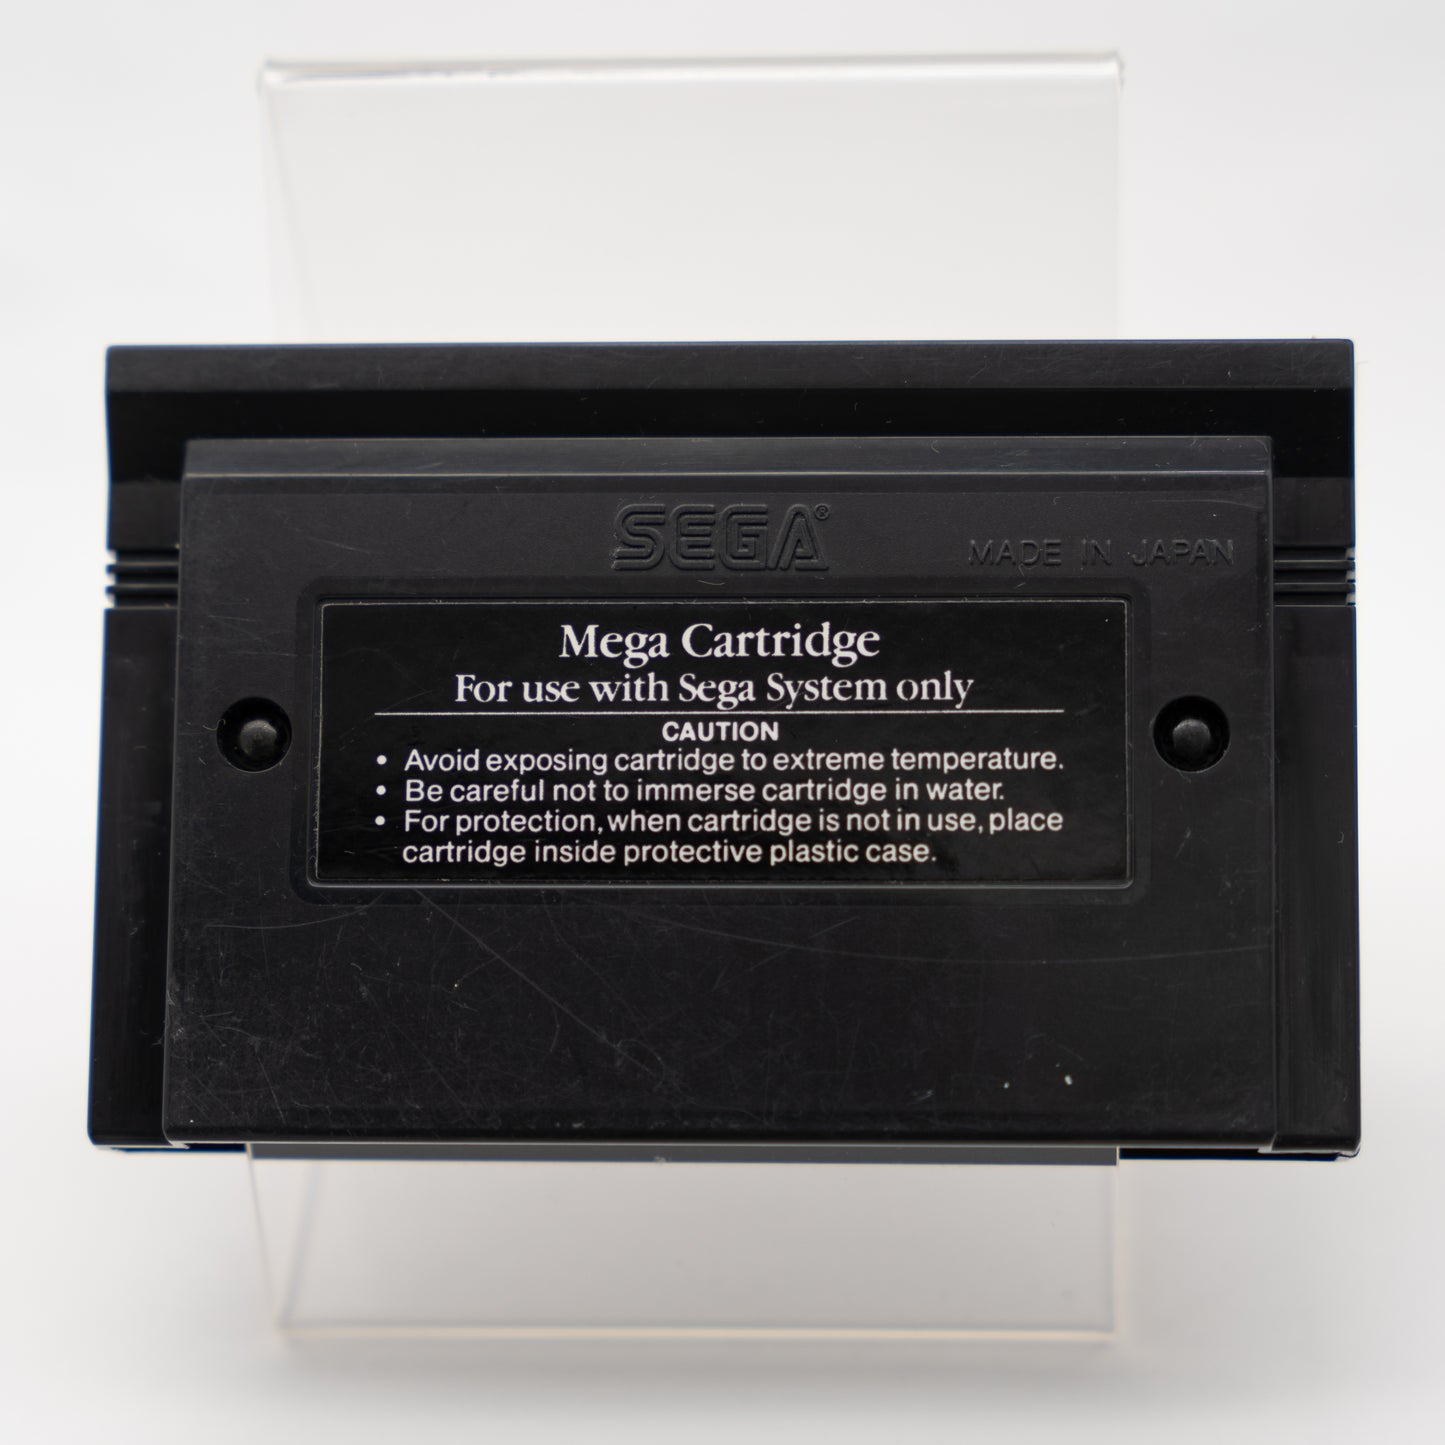 SEGA®
MADE IN JAPAN
Mega Cartridge
For use with Sega System only
CAUTION
• Avoid exposing cartridge to extreme temperature.
• Be careful not to immerse cartridge in water.
• For protection, when cartridge is not in use, place
cartridge inside protective plastic case.